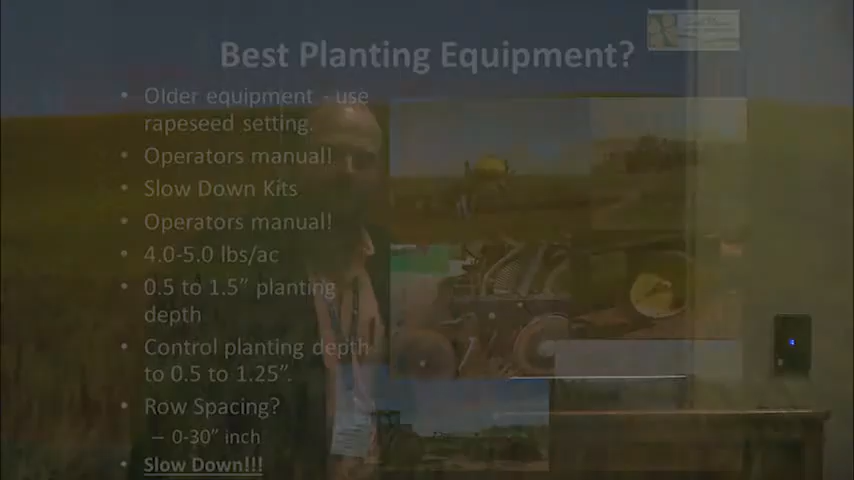 Best Planting Equipment?
• Older equipment - use
rapeseed setting.
• Operators manual!
• Slow Down Kits
• Operators manual!
• 4.0-5.0 lbs/ac
• 0.5 to 1.5” planting
depth
• Control planting depth
to 0.5 to 1.25”.
• Row Spacing?
– 0-30” inch
• Slow Down!!!